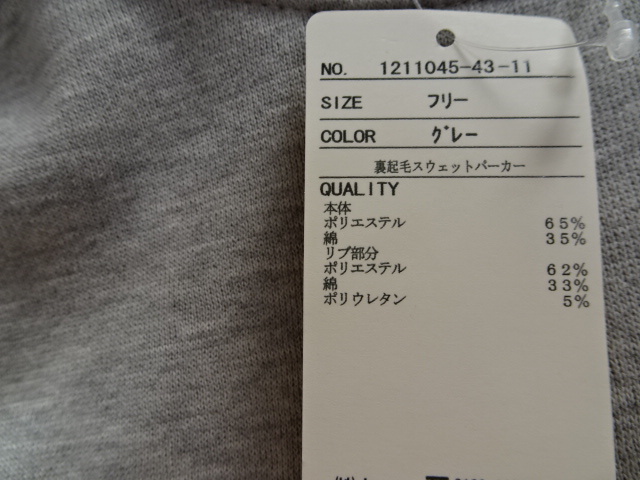 NO. 1211045-43-11
SIZE フリー
COLOR グレー
裏起毛スウェットパーカー
QUALITY
本体
ポリエステル 65%
綿 35%
リブ部分
ポリエステル 62%
綿 33%
ポリウレタン 5%